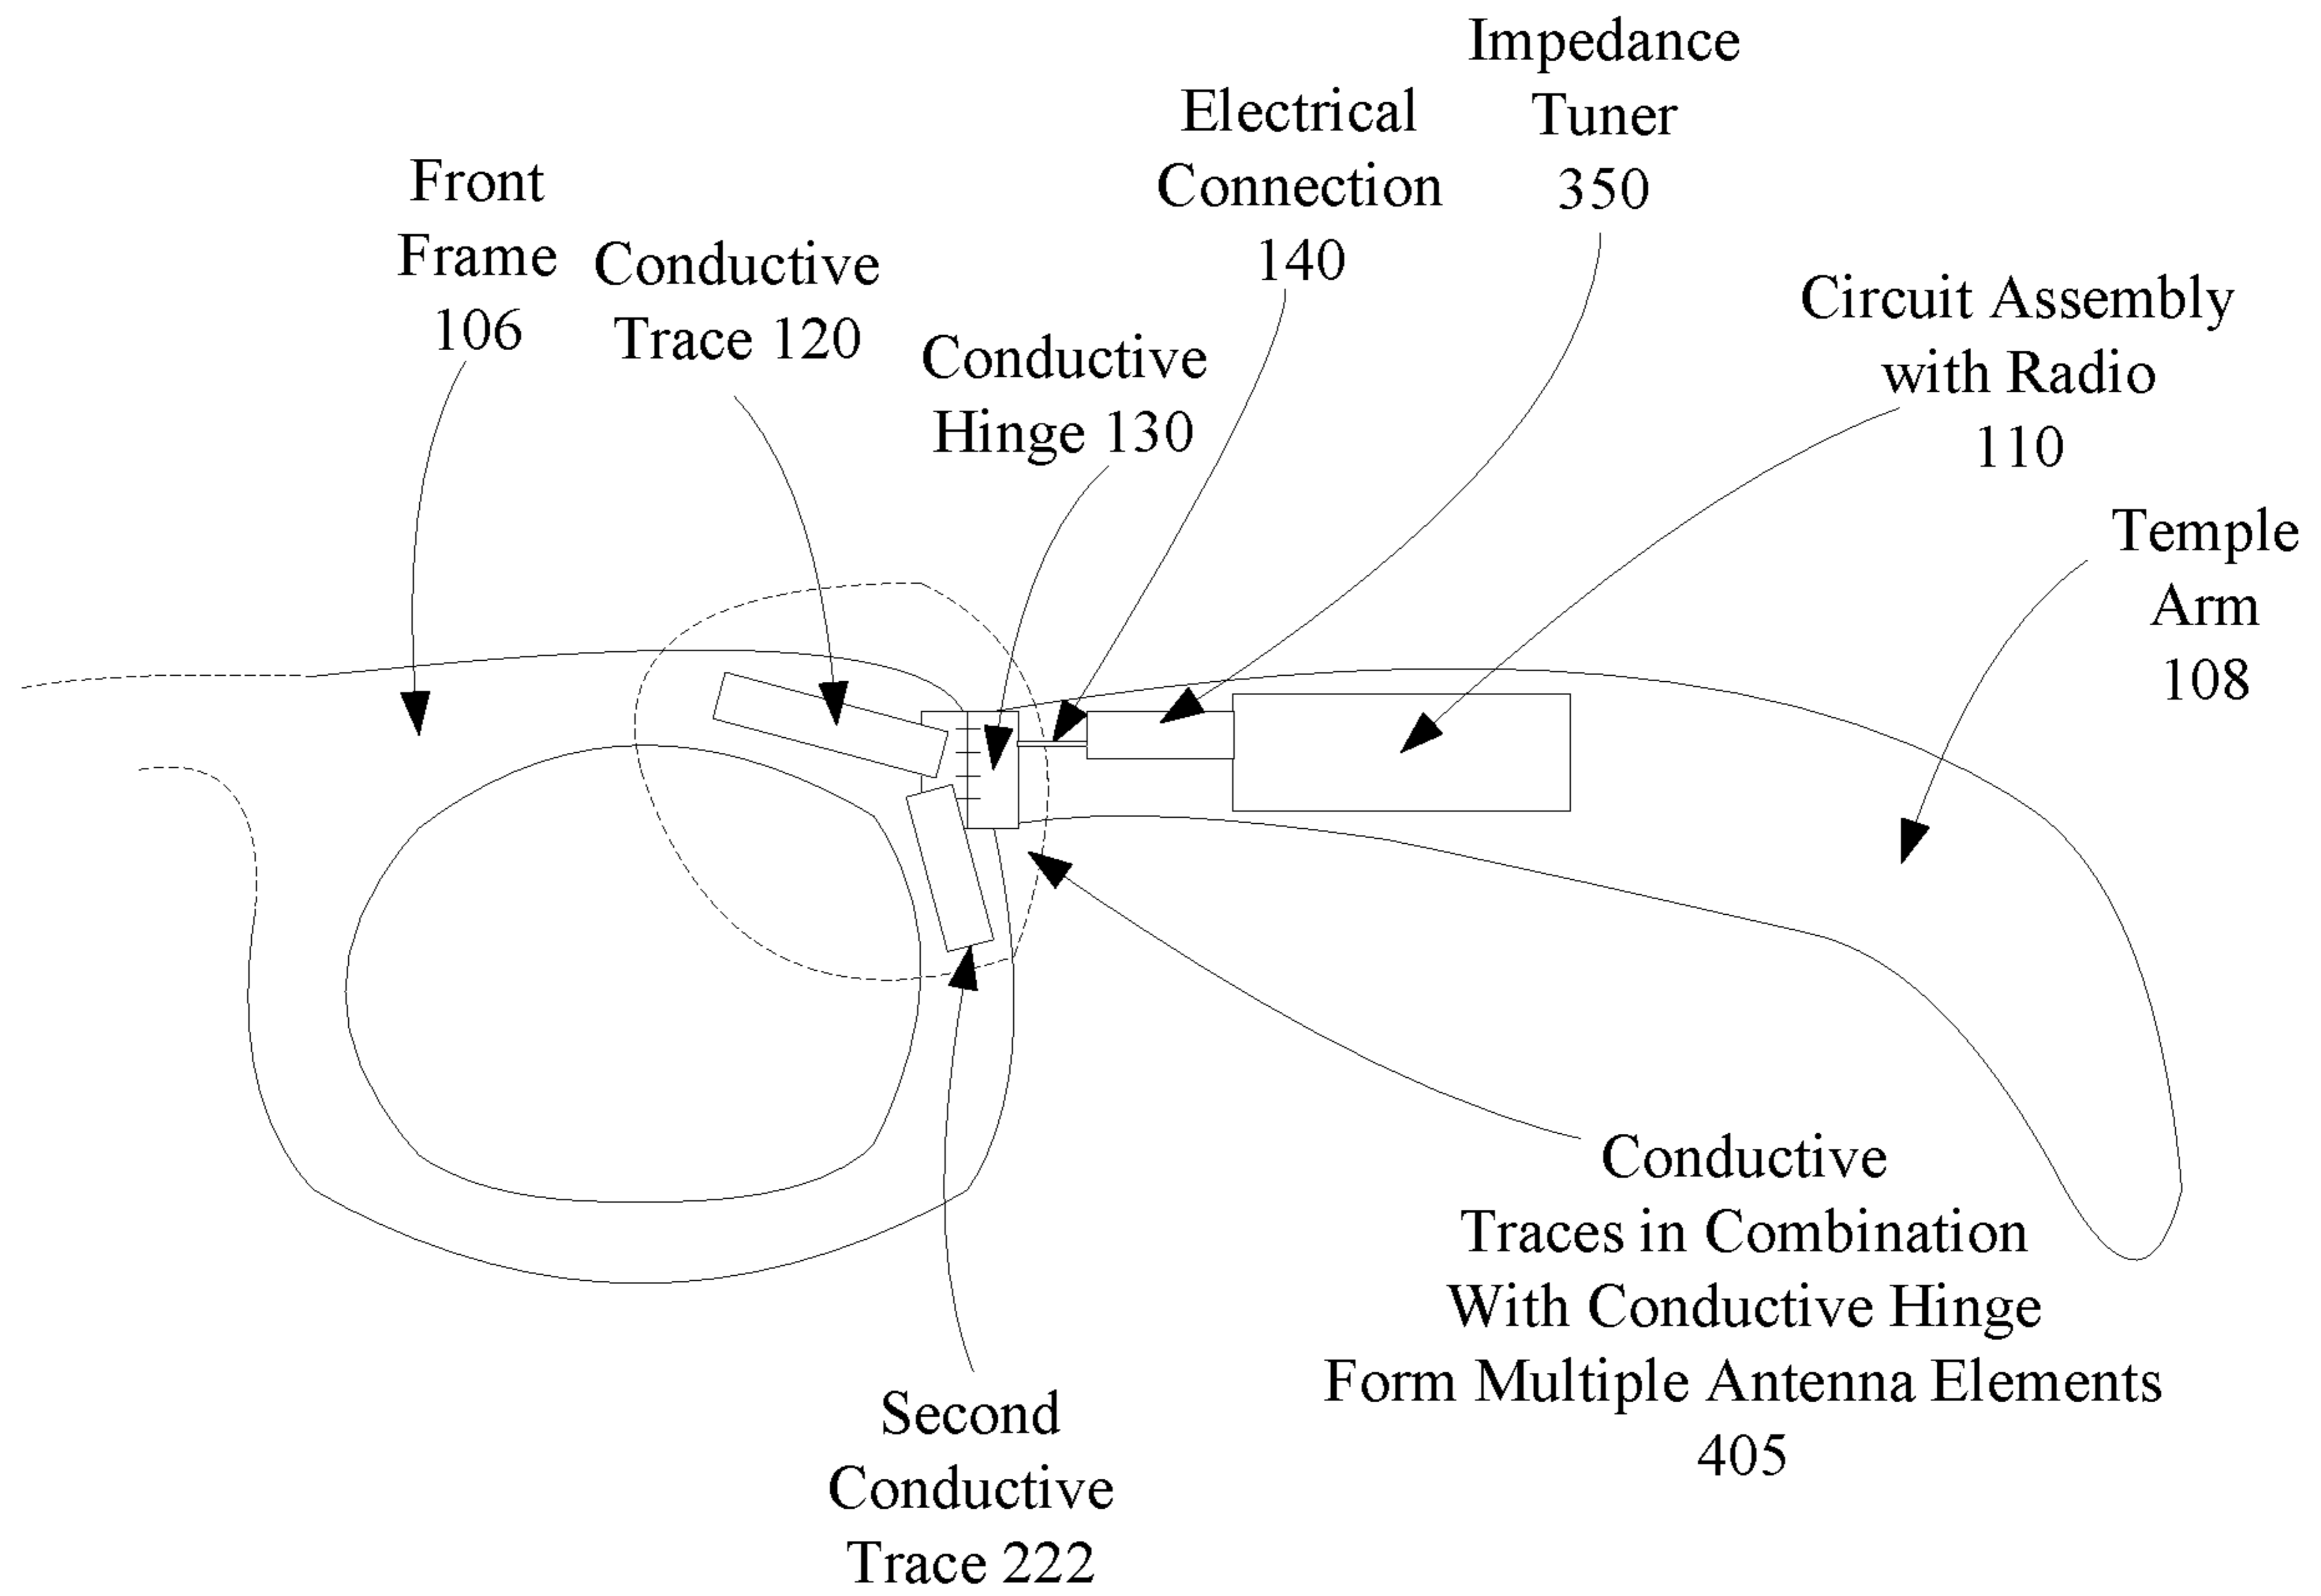 Impedance
Tuner
350
Electrical
Connection
140
Front
Frame
106
Conductive
Trace 120
Conductive
Hinge 130
Circuit Assembly
with Radio
110
Temple
Arm
108
Conductive
Traces in Combination
With Conductive Hinge
Form Multiple Antenna Elements
405
Second
Conductive
Trace 222